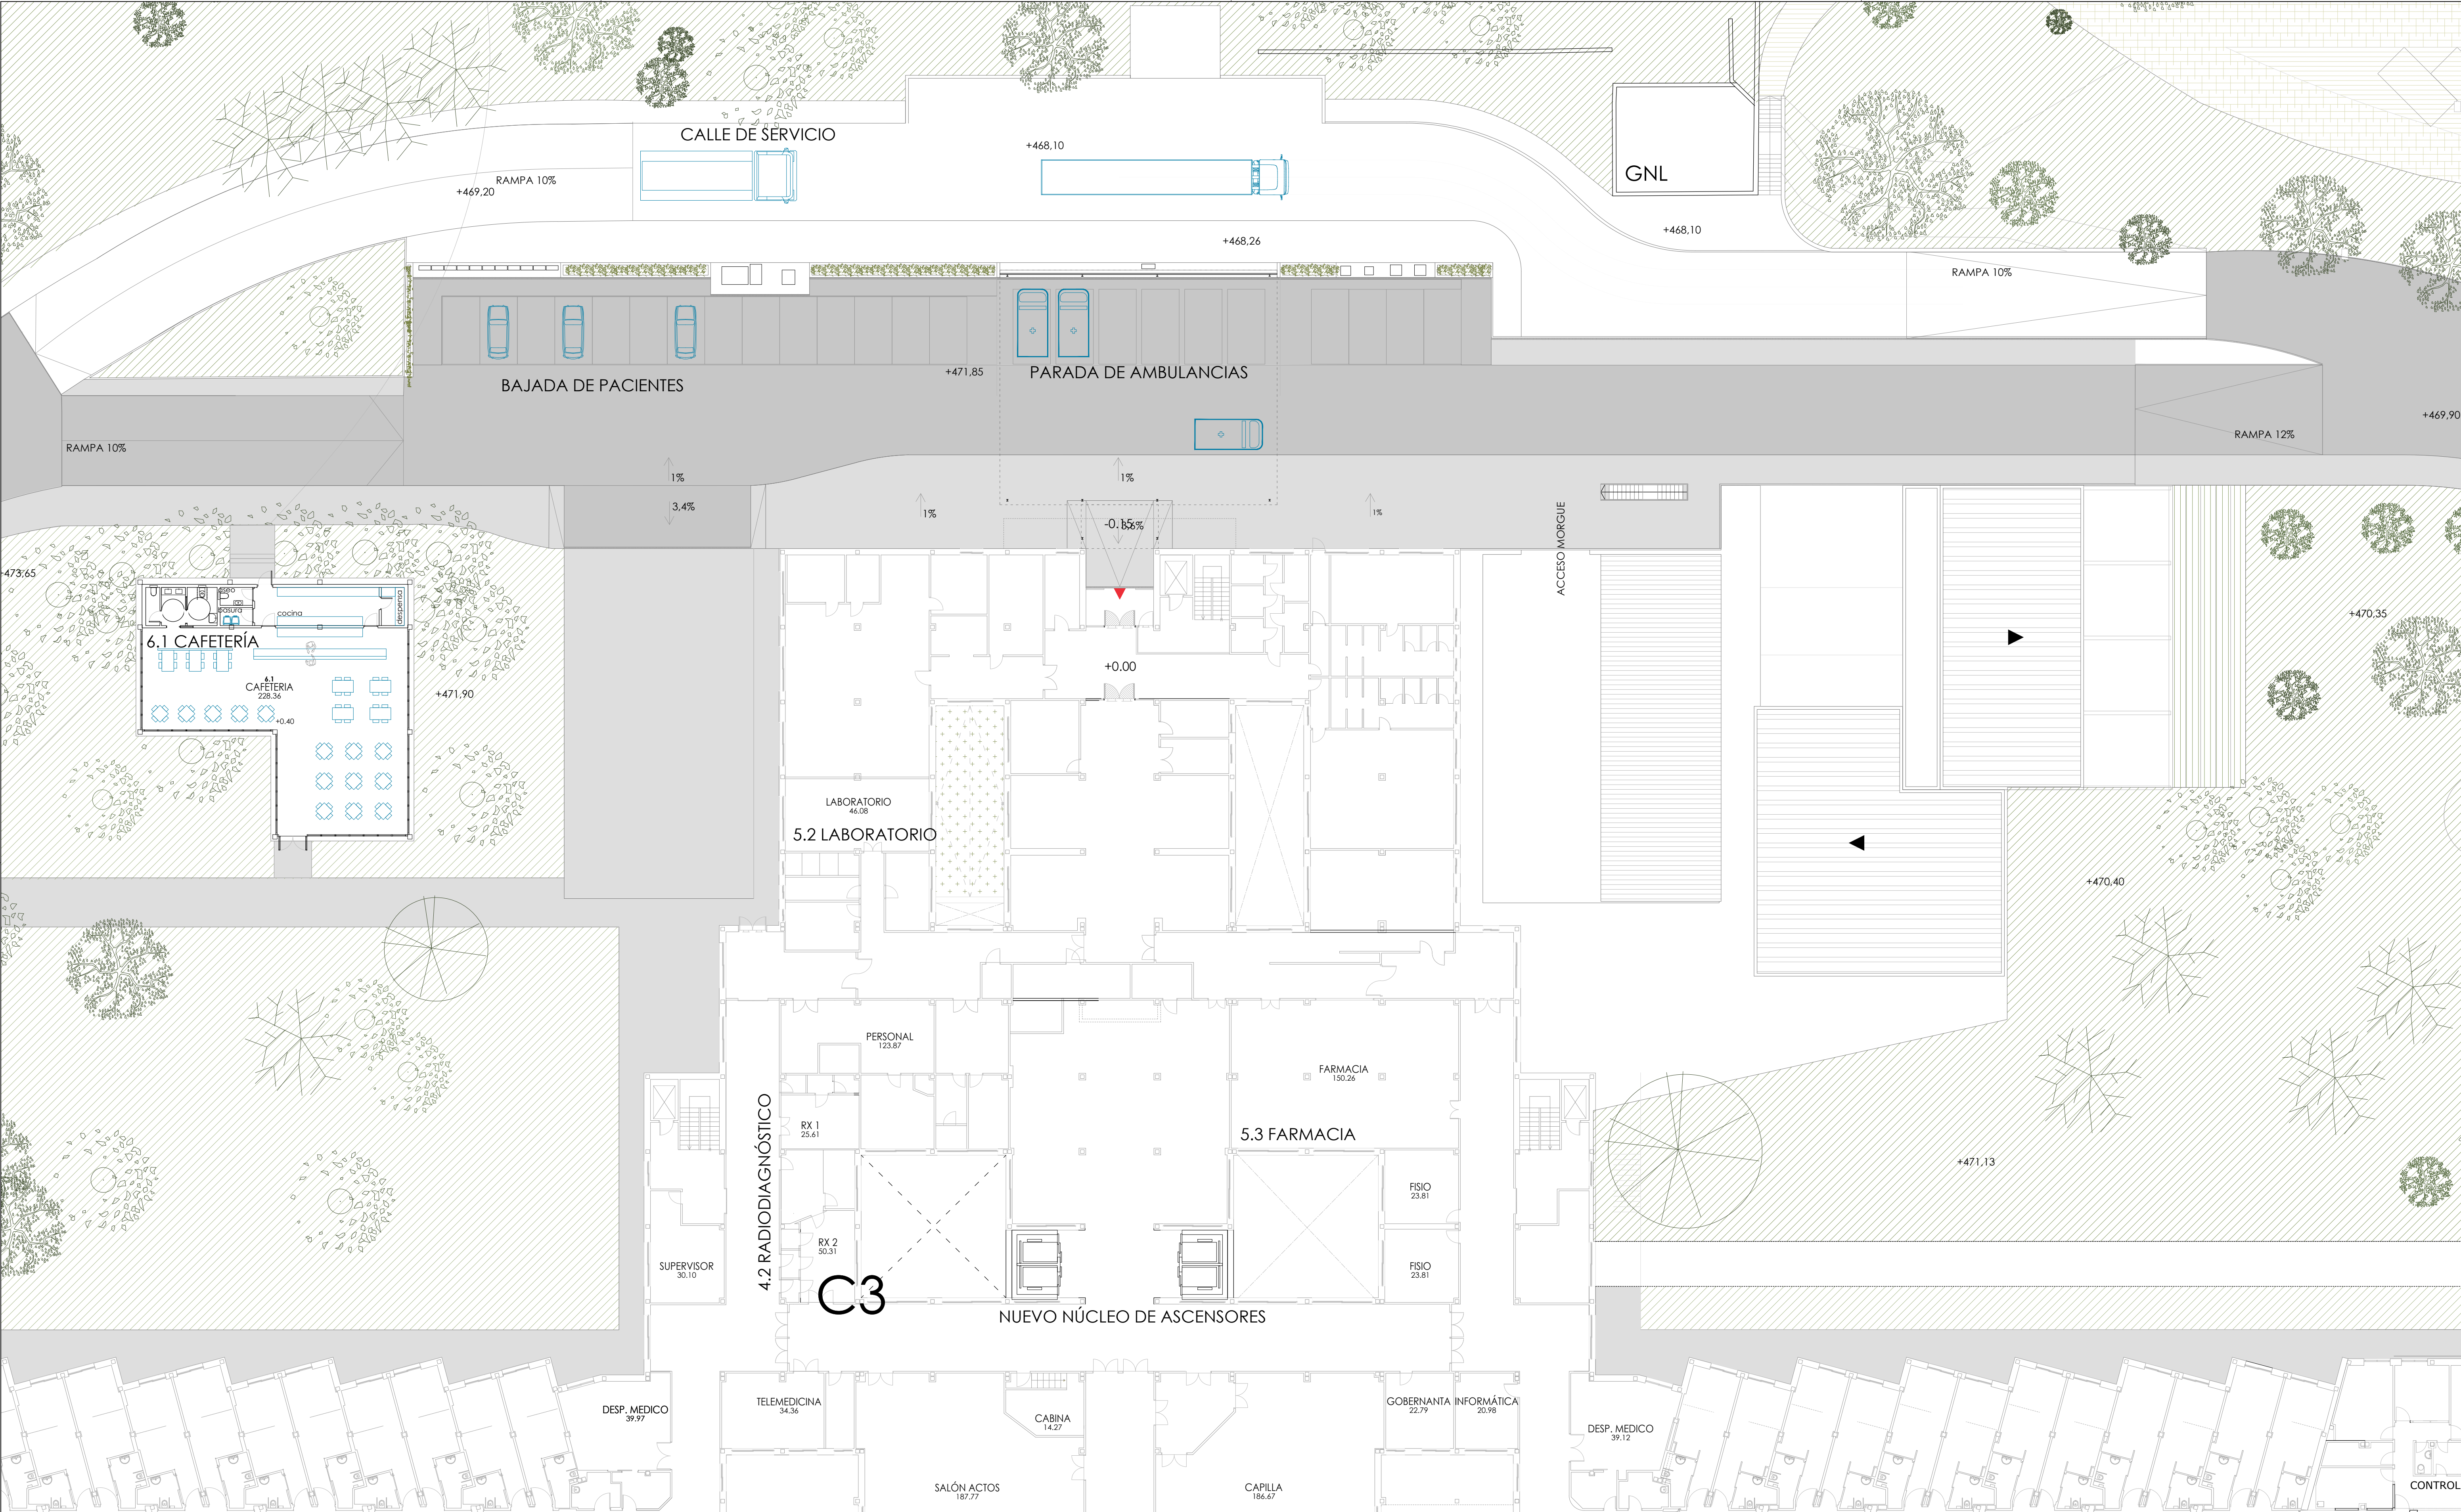 CALLE DE SERVICIO
+468,10
GNL
RAMPA 10%
+469,20
+468,10
+468,26
RAMPA 10%
+471,85
PARADA DE AMBULANCIAS
BAJADA DE PACIENTES
+469,90
RAMPA 12%
RAMPA 10%
1%
1%
3,4%
1%
1%
ACCESO MORGUE
+473,65
aseo
basura
cocina
despensa
+470,35
6.1 CAFETERÍA
+0.00
6.1
CAFETERIA
228.36
+471,90
+0.40
LABORATORIO
46.08
5.2 LABORATORIO
+470,40
PERSONAL
123.87
FARMACIA
150.26
RX 1
25.61
5.3 FARMACIA
4.2 RADIODIAGNÓSTICO
+471,13
FISIO
23.81
RX 2
50.31
SUPERVISOR
30.10
FISIO
23.81
C3
NUEVO NÚCLEO DE ASCENSORES
TELEMEDICINA
34.36
GOBERNANTA
22.79
INFORMÁTICA
20.98
DESP. MEDICO
39.97
CABINA
14.27
DESP. MEDICO
39.12
SALÓN ACTOS
187.77
CAPILLA
186.67
CONTROL